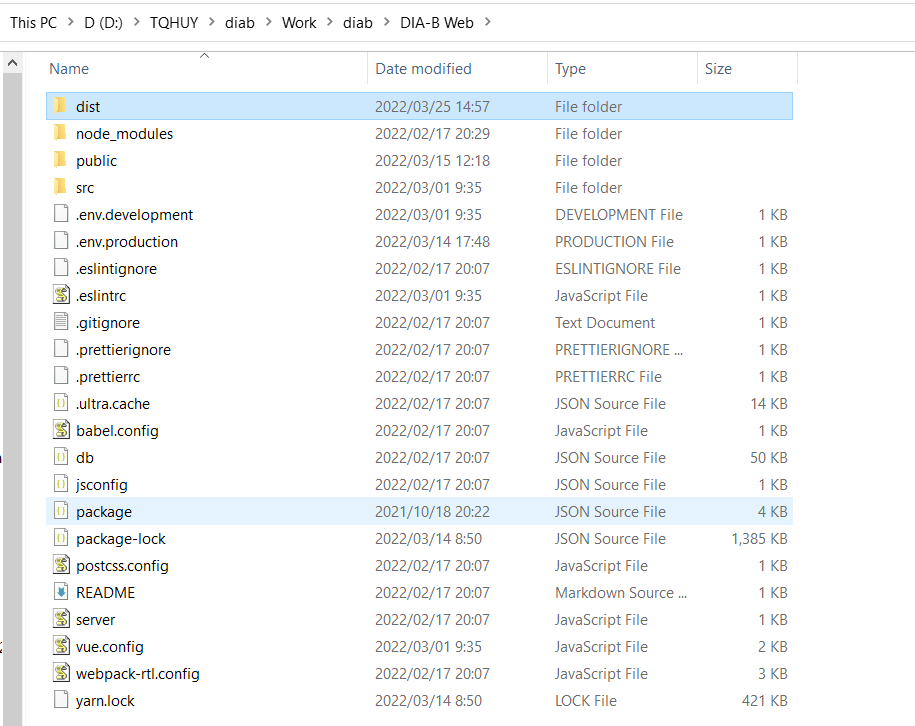 This PC > D (D:) > TQHUY > diab > Work > diab > DIA-B Web >
Name Date modified Type Size
dist 2022/03/25 14:57 File folder
node_modules 2022/02/17 20:29 File folder
public 2022/03/15 12:18 File folder
src 2022/03/01 9:35 File folder
.env.development 2022/03/01 9:35 DEVELOPMENT File 1 KB
.env.production 2022/03/14 17:48 PRODUCTION File 1 KB
.eslintignore 2022/02/17 20:07 ESLINTIGNORE File 1 KB
.eslintrc 2022/03/01 9:35 JavaScript File 1 KB
.gitignore 2022/02/17 20:07 Text Document 1 KB
.prettierignore 2022/02/17 20:07 PRETTIERIGNORE ... 1 KB
.prettierrc 2022/02/17 20:07 PRETTIERRC File 1 KB
.ultra.cache 2022/02/17 20:07 JSON Source File 14 KB
babel.config 2022/02/17 20:07 JavaScript File 1 KB
db 2022/02/17 20:07 JSON Source File 50 KB
jsconfig 2022/02/17 20:07 JSON Source File 1 KB
package 2021/10/18 20:22 JSON Source File 4 KB
package-lock 2022/03/14 8:50 JSON Source File 1,385 KB
postcss.config 2022/02/17 20:07 JavaScript File 1 KB
README 2022/02/17 20:07 Markdown Source ... 1 KB
server 2022/02/17 20:07 JavaScript File 1 KB
vue.config 2022/03/01 9:35 JavaScript File 2 KB
webpack-rtl.config 2022/02/17 20:07 JavaScript File 3 KB
yarn.lock 2022/03/14 8:50 LOCK File 421 KB